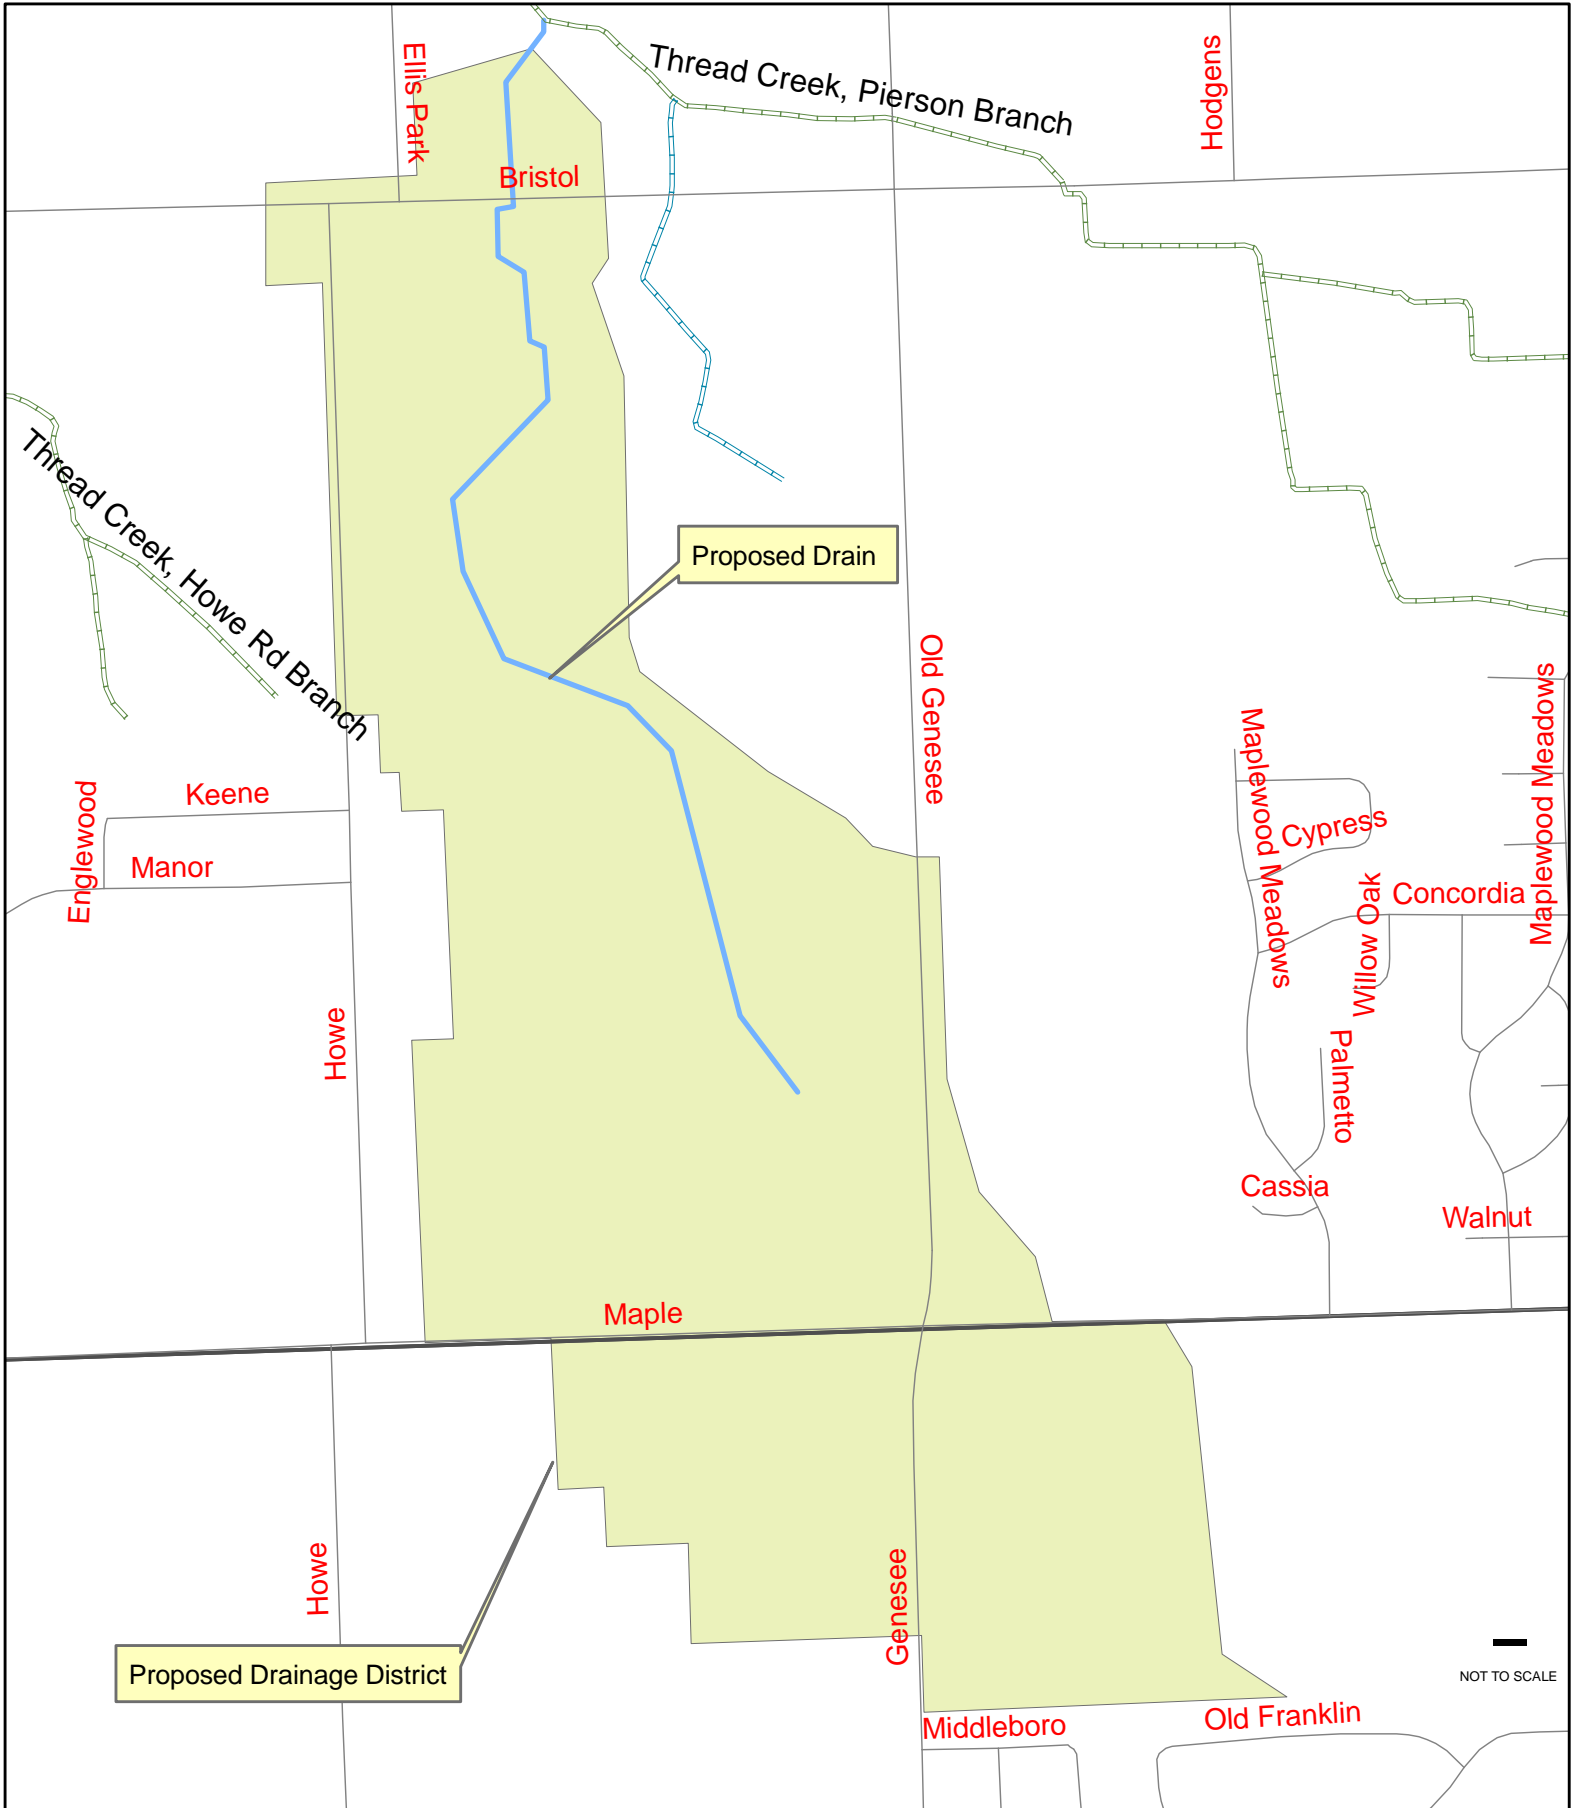 Ellis Park
Thread Creek, Pierson Branch
Hodgens
Bristol
Thread Creek, Howe Rd Branch
Proposed Drain
Old Genesee
Maplewood Meadows
Maplewood Meadows
Keene
Englewood
Manor
Cypress
Willow Oak
Concordia
Howe
Palmetto
Cassia
Walnut
Maple
Howe
Genesee
Proposed Drainage District
NOT TO SCALE
Middleboro
Old Franklin